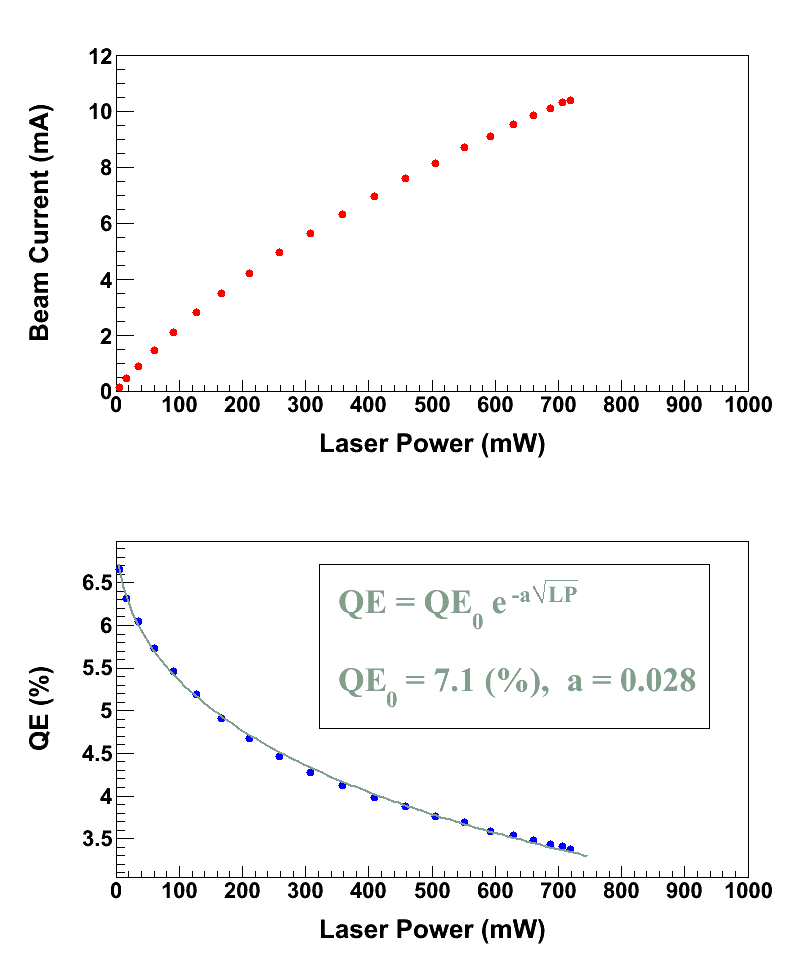 12
10
8
6
4
2
0
Beam Current (mA)
0 100 200 300 400 500 600 700 800 900 1000
Laser Power (mW)
6.5
6
5.5
5
4.5
4
3.5
QE (%)
QE = QE₀ e^-a√LP
QE₀ = 7.1 (%), a = 0.028
0 100 200 300 400 500 600 700 800 900 1000
Laser Power (mW)